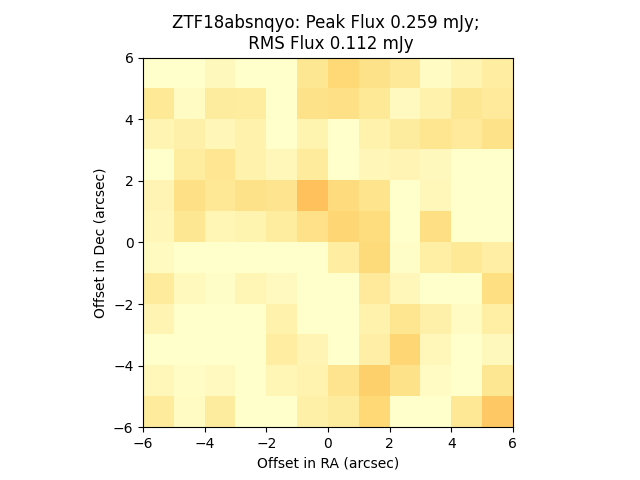 ZTF18absnqyo: Peak Flux 0.259 mJy;
RMS Flux 0.112 mJy
6
4
2
0
−2
−4
−6
Offset in Dec (arcsec)
−6 −4 −2 0 2 4 6
Offset in RA (arcsec)